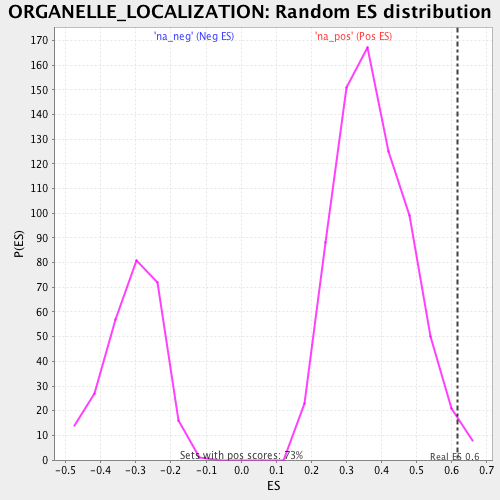 ORGANELLE_LOCALIZATION: Random ES distribution
'na_neg' (Neg ES) 'na_pos' (Pos ES)
170
160
150
140
130
120
110
100
90
80
70
60
50
40
30
20
10
0
P(ES)
Sets with pos scores: 73%
Real ES 0.6
-0.5 -0.4 -0.3 -0.2 -0.1 0.0 0.1 0.2 0.3 0.4 0.5 0.6 0.7
ES